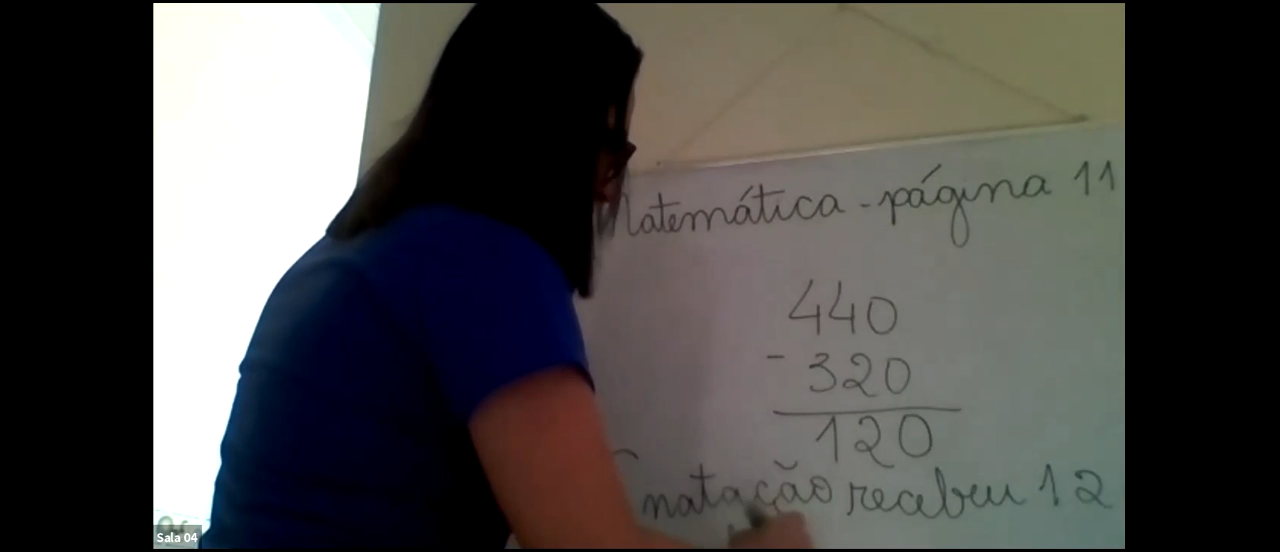 Matemática - página 11
440
- 320
120
natação recebeu 12
Sala 04